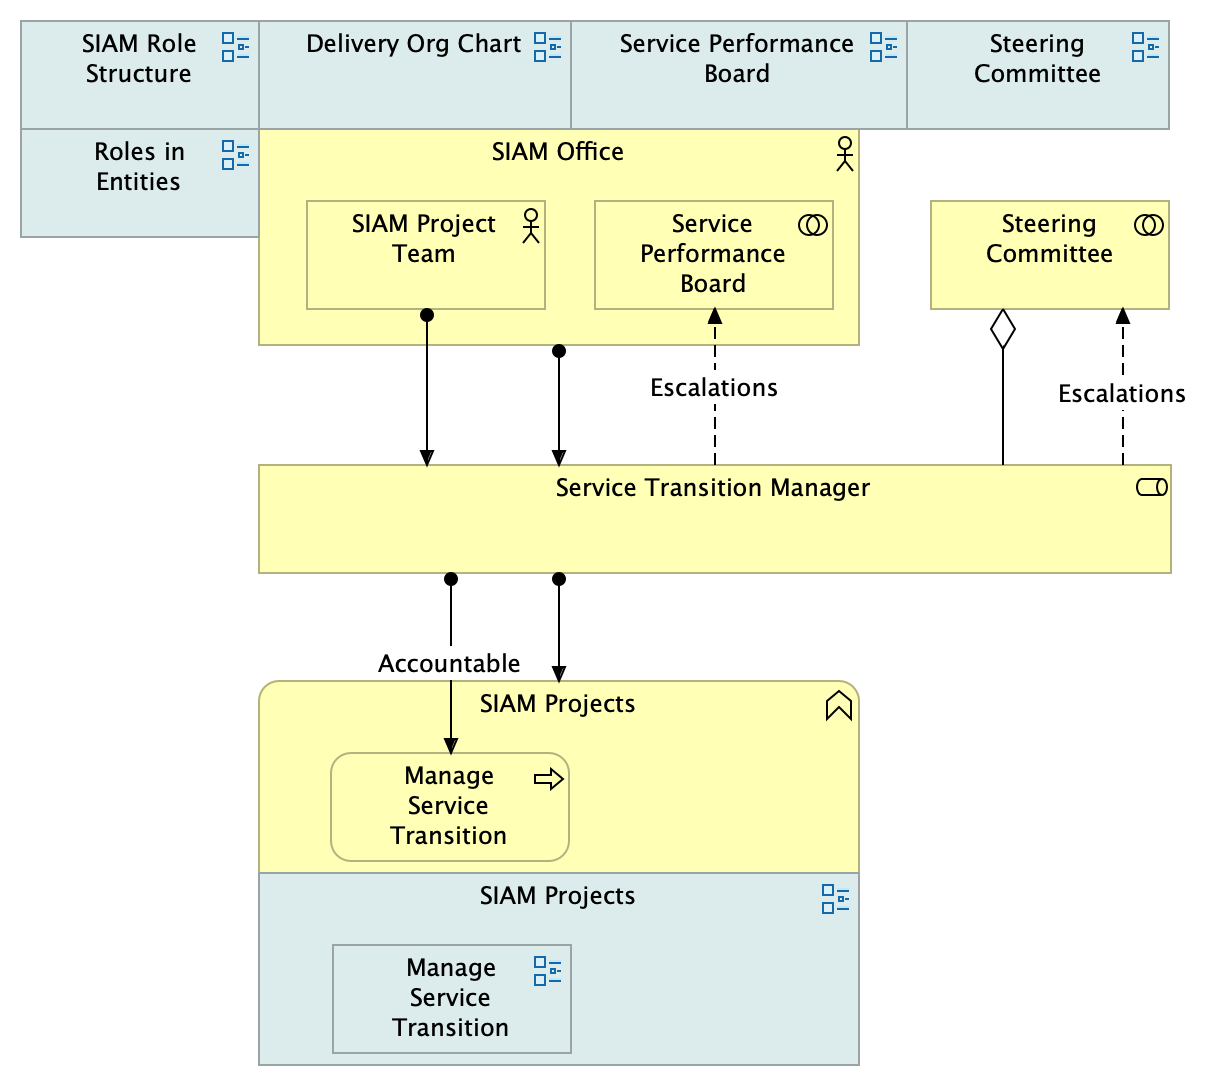 SIAM Role
Structure
Delivery Org Chart
Service Performance
Board
Steering
Committee
Roles in
Entities
SIAM Office
SIAM Project
Team
Service
Performance
Board
Steering
Committee
Escalations
Escalations
Service Transition Manager
Accountable
SIAM Projects
Manage
Service
Transition
SIAM Projects
Manage
Service
Transition